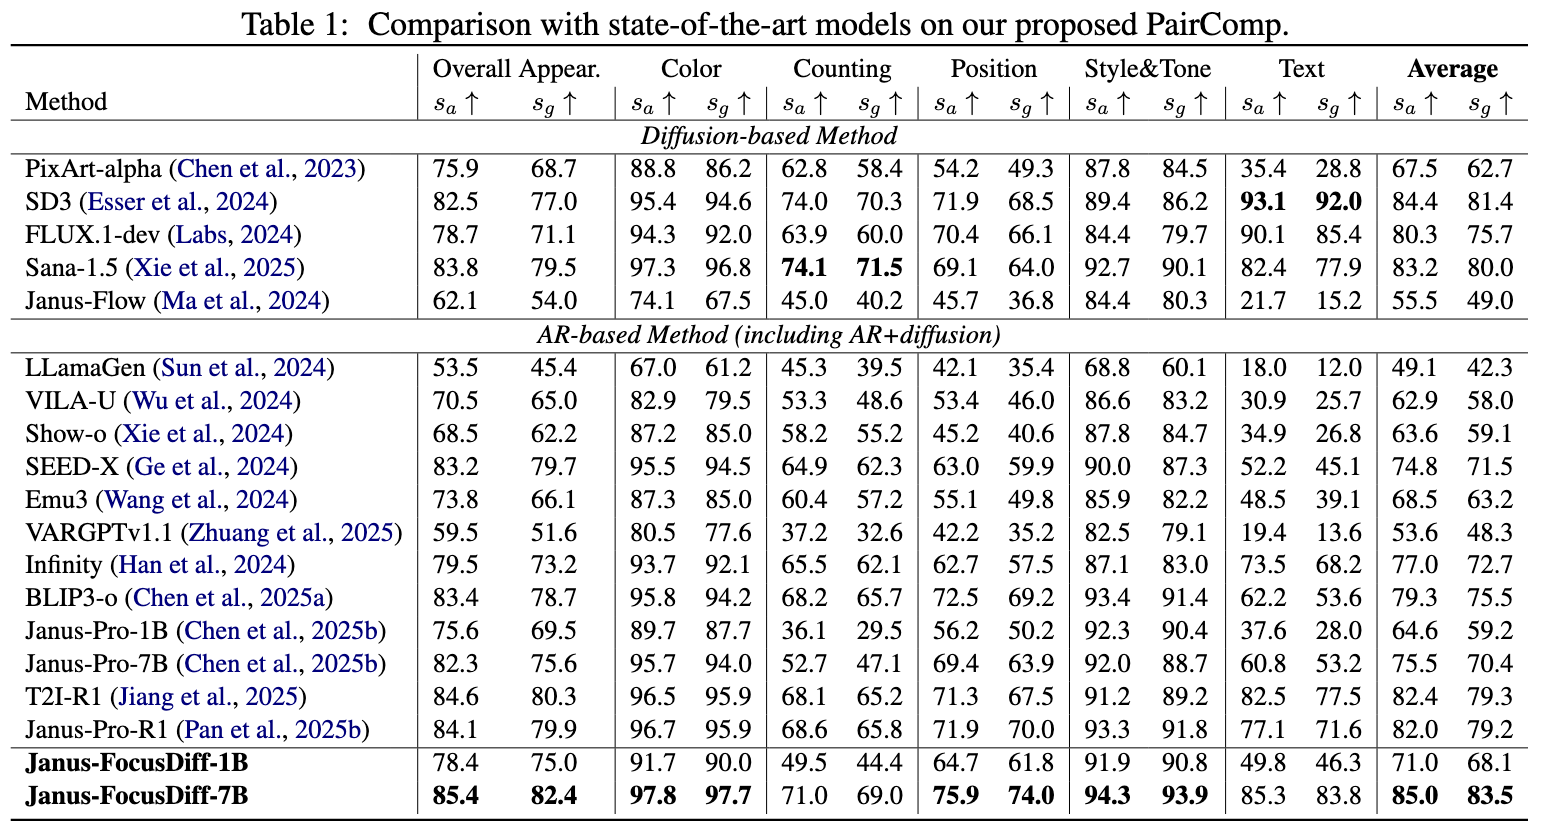 Table 1: Comparison with state-of-the-art models on our proposed PairComp.
Overall Appear. Color Counting Position Style&Tone Text Average
Method s_a ↑ s_g ↑ s_a ↑ s_g ↑ s_a ↑ s_g ↑ s_a ↑ s_g ↑ s_a ↑ s_g ↑ s_a ↑ s_g ↑ s_a ↑ s_g ↑
Diffusion-based Method
PixArt-alpha (Chen et al., 2023) 75.9 68.7 88.8 86.2 62.8 58.4 54.2 49.3 87.8 84.5 35.4 28.8 67.5 62.7
SD3 (Esser et al., 2024) 82.5 77.0 95.4 94.6 74.0 70.3 71.9 68.5 89.4 86.2 93.1 92.0 84.4 81.4
FLUX.1-dev (Labs, 2024) 78.7 71.1 94.3 92.0 63.9 60.0 70.4 66.1 84.4 79.7 90.1 85.4 80.3 75.7
Sana-1.5 (Xie et al., 2025) 83.8 79.5 97.3 96.8 74.1 71.5 69.1 64.0 92.7 90.1 82.4 77.9 83.2 80.0
Janus-Flow (Ma et al., 2024) 62.1 54.0 74.1 67.5 45.0 40.2 45.7 36.8 84.4 80.3 21.7 15.2 55.5 49.0
AR-based Method (including AR+diffusion)
LLamaGen (Sun et al., 2024) 53.5 45.4 67.0 61.2 45.3 39.5 42.1 35.4 68.8 60.1 18.0 12.0 49.1 42.3
VILA-U (Wu et al., 2024) 70.5 65.0 82.9 79.5 53.3 48.6 53.4 46.0 86.6 83.2 30.9 25.7 62.9 58.0
Show-o (Xie et al., 2024) 68.5 62.2 87.2 85.0 58.2 55.2 45.2 40.6 87.8 84.7 34.9 26.8 63.6 59.1
SEED-X (Ge et al., 2024) 83.2 79.7 95.5 94.5 64.9 62.3 63.0 59.9 90.0 87.3 52.2 45.1 74.8 71.5
Emu3 (Wang et al., 2024) 73.8 66.1 87.3 85.0 60.4 57.2 55.1 49.8 85.9 82.2 48.5 39.1 68.5 63.2
VARGPTv1.1 (Zhuang et al., 2025) 59.5 51.6 80.5 77.6 37.2 32.6 42.2 35.2 82.5 79.1 19.4 13.6 53.6 48.3
Infinity (Han et al., 2024) 79.5 73.2 93.7 92.1 65.5 62.1 62.7 57.5 87.1 83.0 73.5 68.2 77.0 72.7
BLIP3-o (Chen et al., 2025a) 83.4 78.7 95.8 94.2 68.2 65.7 72.5 69.2 93.4 91.4 62.2 53.6 79.3 75.5
Janus-Pro-1B (Chen et al., 2025b) 75.6 69.5 89.7 87.7 36.1 29.5 56.2 50.2 92.3 90.4 37.6 28.0 64.6 59.2
Janus-Pro-7B (Chen et al., 2025b) 82.3 75.6 95.7 94.0 52.7 47.1 69.4 63.9 92.0 88.7 60.8 53.2 75.5 70.4
T2I-R1 (Jiang et al., 2025) 84.6 80.3 96.5 95.9 68.1 65.2 71.3 67.5 91.2 89.2 82.5 77.5 82.4 79.3
Janus-Pro-R1 (Pan et al., 2025b) 84.1 79.9 96.7 95.9 68.6 65.8 71.9 70.0 93.3 91.8 77.1 71.6 82.0 79.2
Janus-FocusDiff-1B 78.4 75.0 91.7 90.0 49.5 44.4 64.7 61.8 91.9 90.8 49.8 46.3 71.0 68.1
Janus-FocusDiff-7B 85.4 82.4 97.8 97.7 71.0 69.0 75.9 74.0 94.3 93.9 85.3 83.8 85.0 83.5